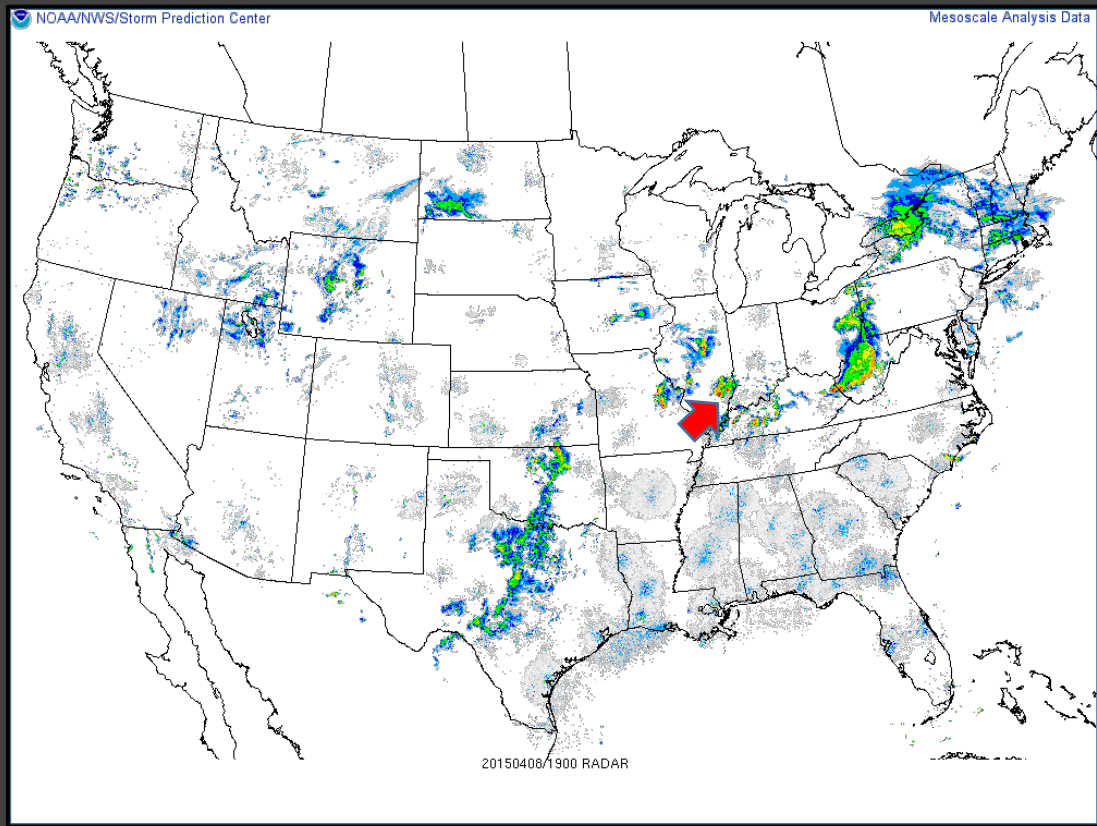 NOAA/NWS/Storm Prediction Center
Mesoscale Analysis Data
20150408/1900 RADAR